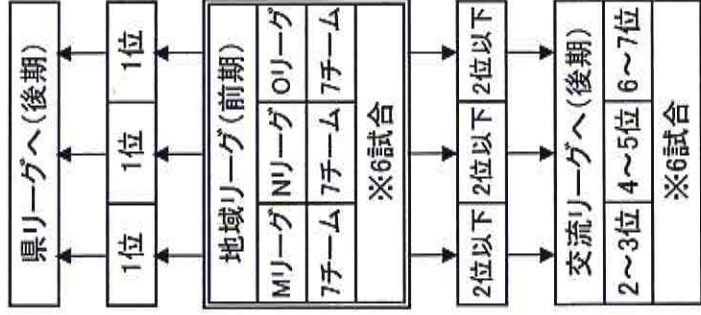 県リーグへ(後期)
1位 1位 1位
地域リーグ(前期)
Mリーグ Nリーグ Oリーグ
7チーム 7チーム 7チーム
※6試合
2位以下 2位以下 2位以下
交流リーグへ(後期)
2～3位 4～5位 6～7位
※6試合